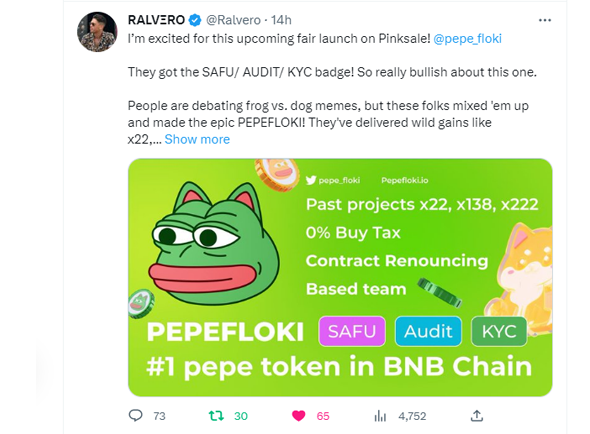 RALVΞRO @Ralvero · 14h
I'm excited for this upcoming fair launch on Pinksale! @pepe_floki
They got the SAFU/ AUDIT/ KYC badge! So really bullish about this one.
People are debating frog vs. dog memes, but these folks mixed 'em up
and made the epic PEPEFLOKI! They've delivered wild gains like
x22,... Show more
pepe_floki Pepefloki.io
Past projects x22, x138, x222
0% Buy Tax
Contract Renouncing
Based team
PEPEFLOKI SAFU Audit KYC
#1 pepe token in BNB Chain
73 30 65 4,752